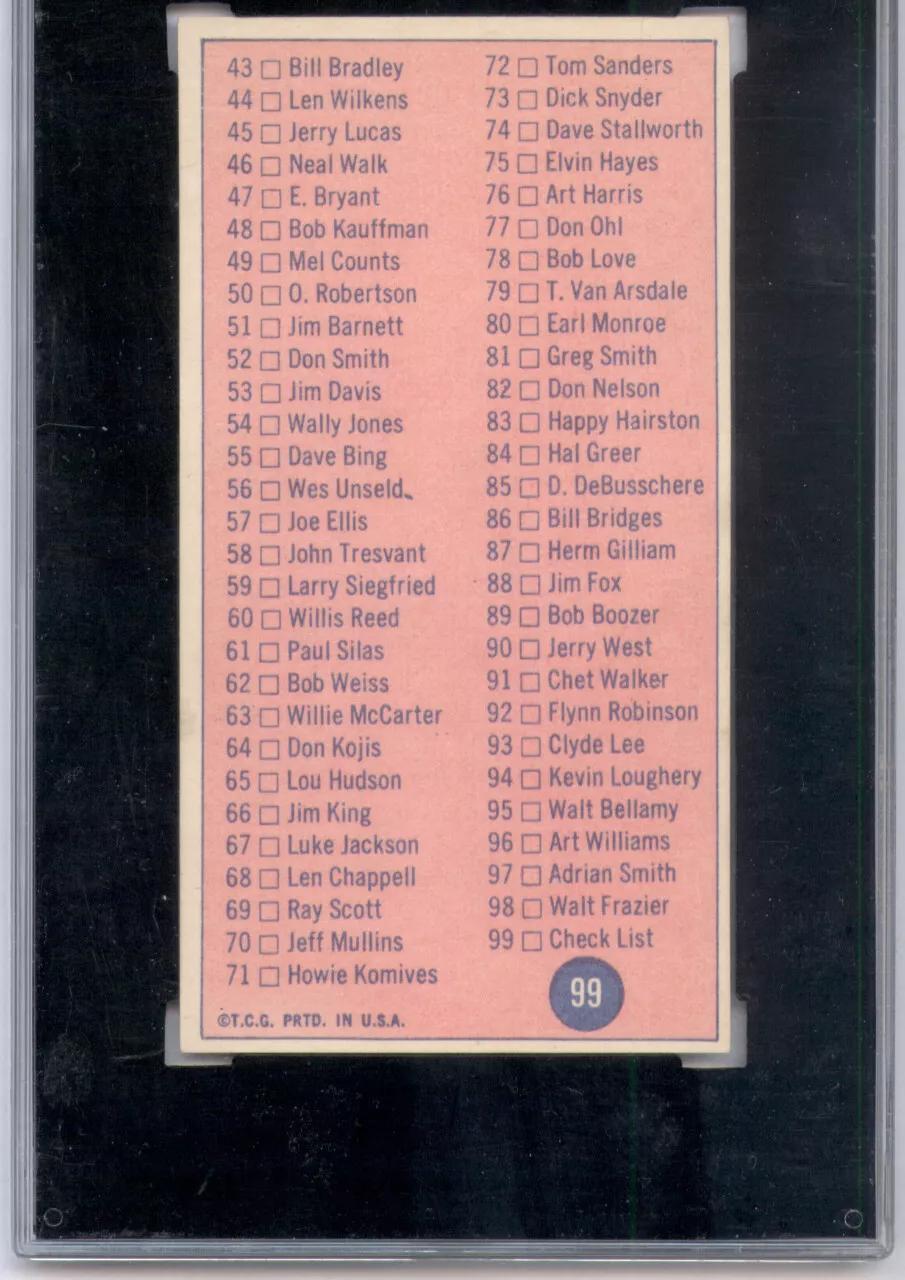 43 □ Bill Bradley
44 □ Len Wilkens
45 □ Jerry Lucas
46 □ Neal Walk
47 □ E. Bryant
48 □ Bob Kauffman
49 □ Mel Counts
50 □ O. Robertson
51 □ Jim Barnett
52 □ Don Smith
53 □ Jim Davis
54 □ Wally Jones
55 □ Dave Bing
56 □ Wes Unseld
57 □ Joe Ellis
58 □ John Tresvant
59 □ Larry Siegfried
60 □ Willis Reed
61 □ Paul Silas
62 □ Bob Weiss
63 □ Willie McCarter
64 □ Don Kojis
65 □ Lou Hudson
66 □ Jim King
67 □ Luke Jackson
68 □ Len Chappell
69 □ Ray Scott
70 □ Jeff Mullins
71 □ Howie Komives
72 □ Tom Sanders
73 □ Dick Snyder
74 □ Dave Stallworth
75 □ Elvin Hayes
76 □ Art Harris
77 □ Don Ohl
78 □ Bob Love
79 □ T. Van Arsdale
80 □ Earl Monroe
81 □ Greg Smith
82 □ Don Nelson
83 □ Happy Hairston
84 □ Hal Greer
85 □ D. DeBusschere
86 □ Bill Bridges
87 □ Herm Gilliam
88 □ Jim Fox
89 □ Bob Boozer
90 □ Jerry West
91 □ Chet Walker
92 □ Flynn Robinson
93 □ Clyde Lee
94 □ Kevin Loughery
95 □ Walt Bellamy
96 □ Art Williams
97 □ Adrian Smith
98 □ Walt Frazier
99 □ Check List
99
©T.C.G. PRTD. IN U.S.A.